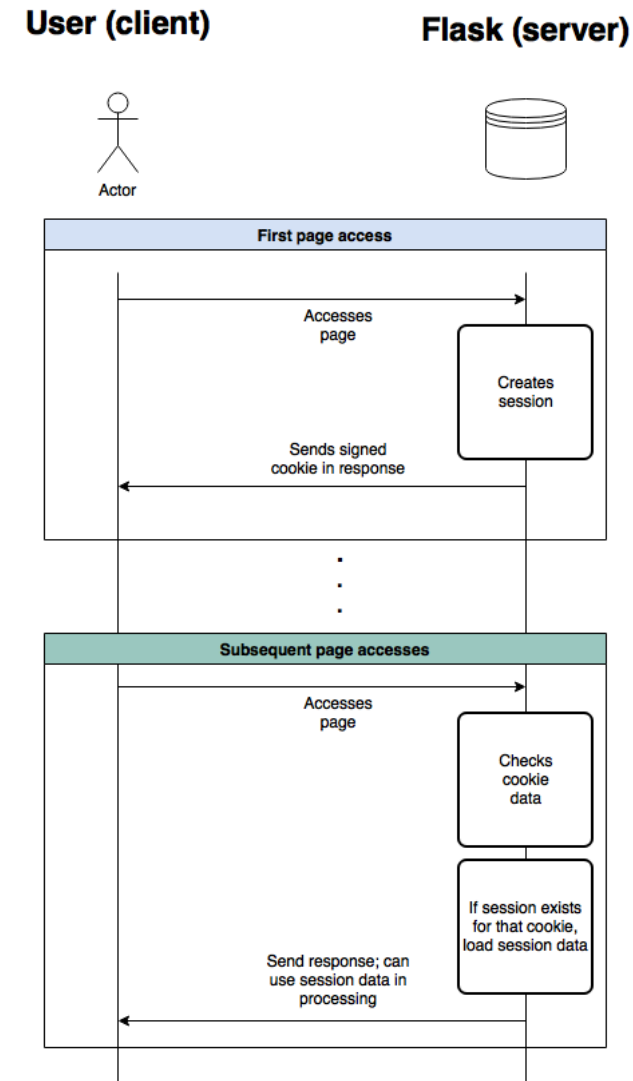 User (client)
Flask (server)
Actor
First page access
Accesses
page
Creates
session
Sends signed
cookie in response
.
.
.
Subsequent page accesses
Accesses
page
Checks
cookie
data
If session exists
for that cookie,
load session data
Send response; can
use session data in
processing